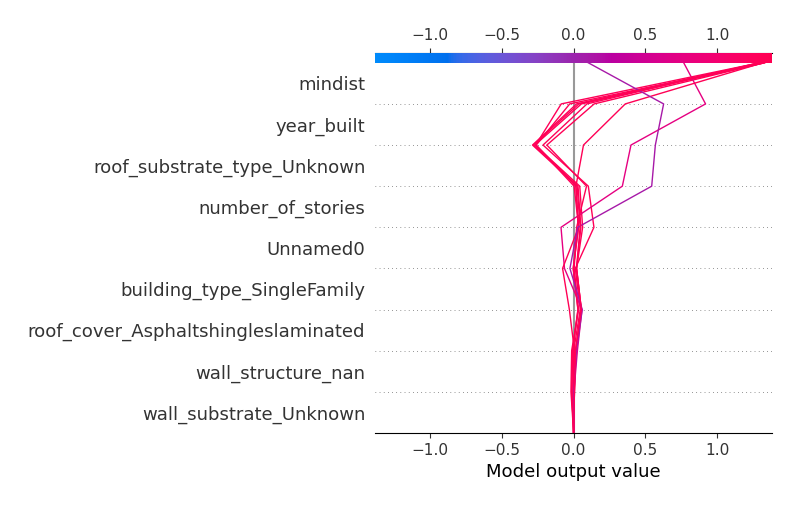 −1.0 −0.5 0.0 0.5 1.0
mindist
year_built
roof_substrate_type_Unknown
number_of_stories
Unnamed0
building_type_SingleFamily
roof_cover_Asphaltshingleslaminated
wall_structure_nan
wall_substrate_Unknown
−1.0 −0.5 0.0 0.5 1.0
Model output value